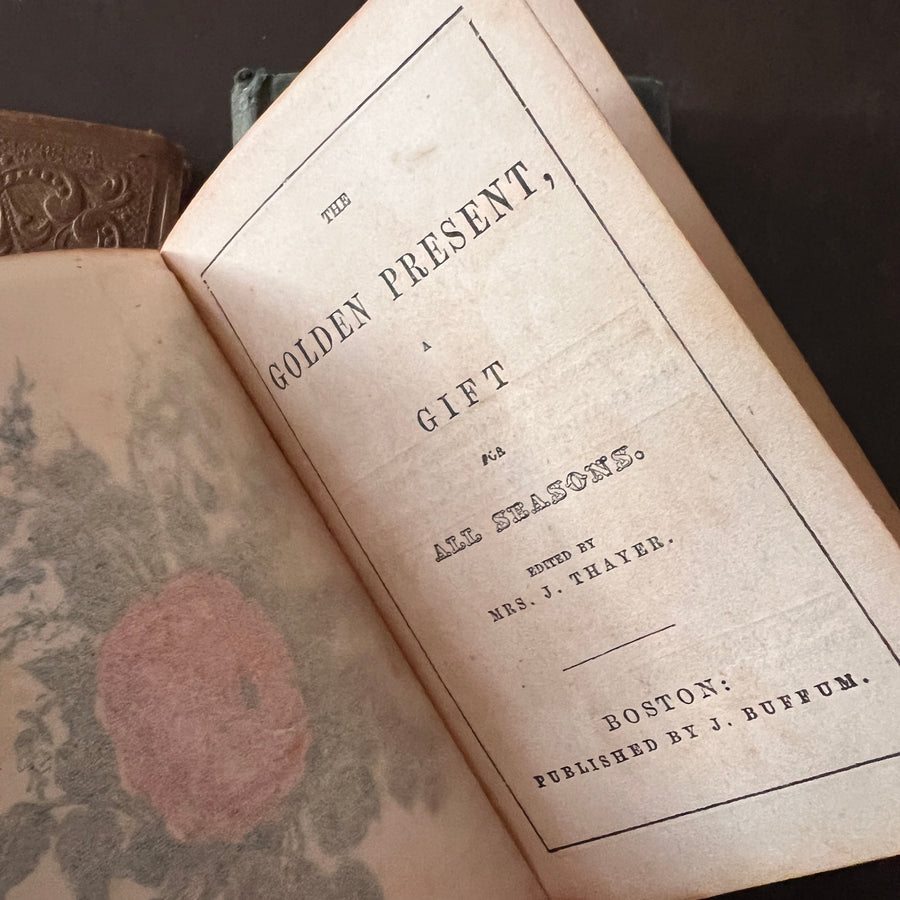 THE
GOLDEN PRESENT,
A
GIFT
FOR
ALL SEASONS.
EDITED BY
MRS. J. THAYER.
BOSTON:
PUBLISHED BY J. BUFFUM.